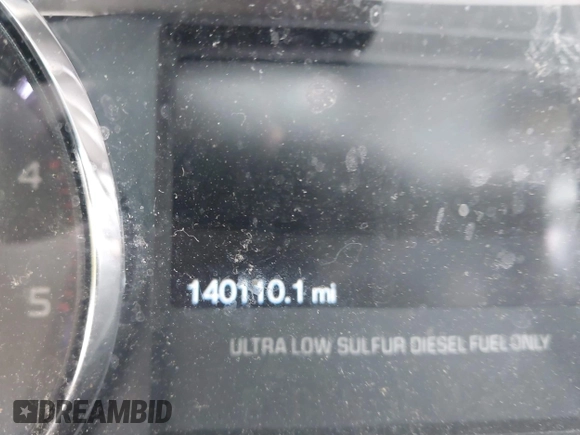 4
5
140110.1 mi
ULTRA LOW SULFUR DIESEL FUEL ONLY
DREAMBID